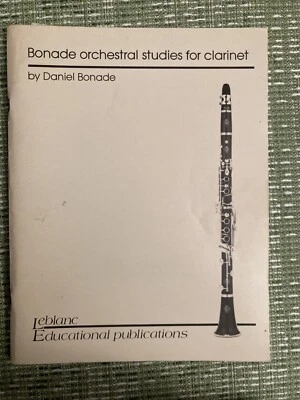 Bonade orchestral studies for clarinet
by Daniel Bonade
Leblanc
Educational publications